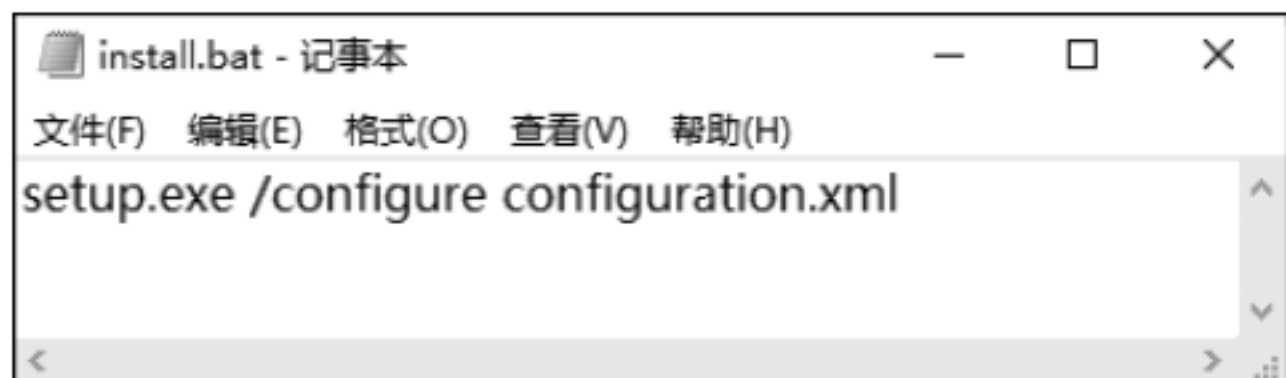 install.bat - 记事本
文件(F) 编辑(E) 格式(O) 查看(V) 帮助(H)
setup.exe /configure configuration.xml